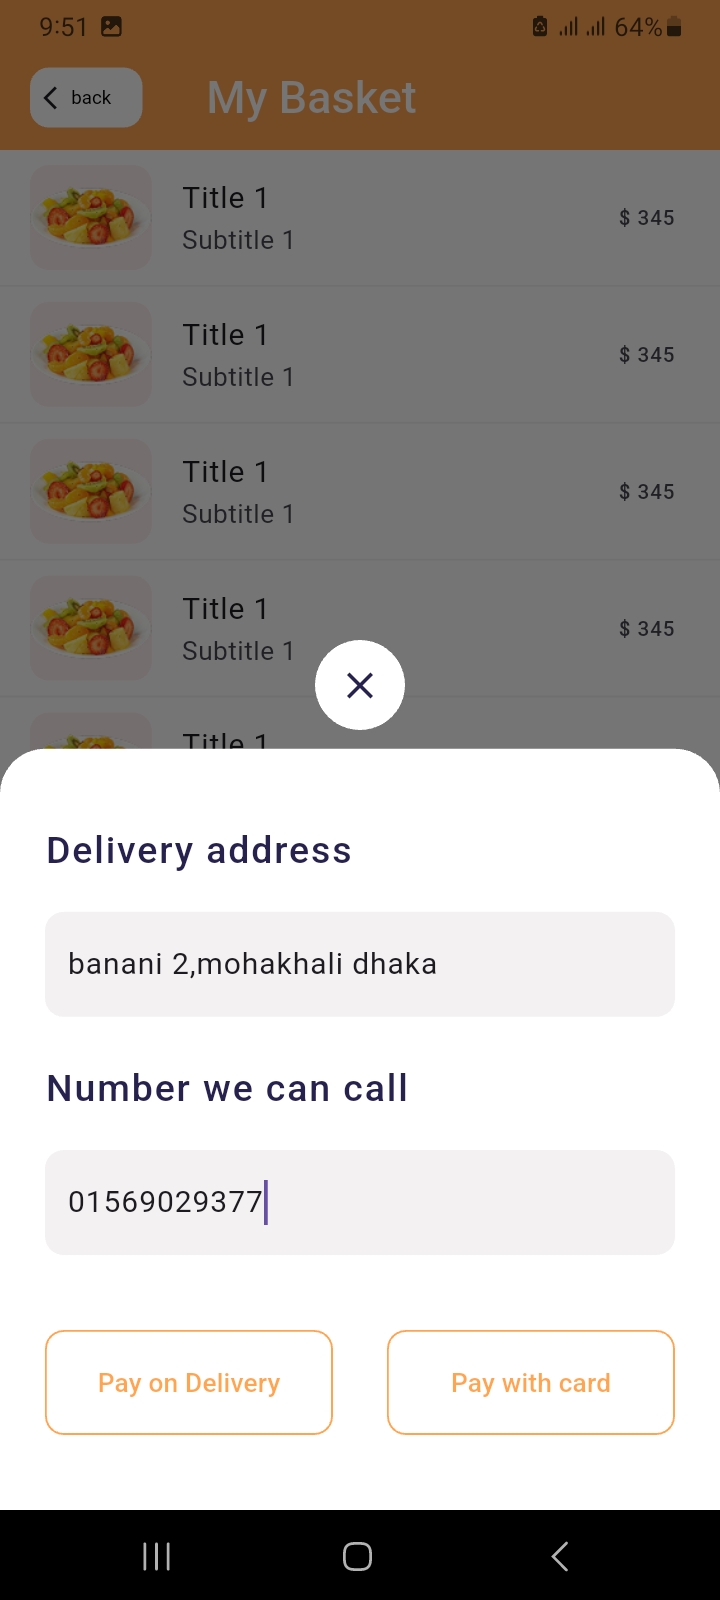 9:51 64%
back My Basket
Title 1
Subtitle 1
$ 345
Title 1
Subtitle 1
$ 345
Title 1
Subtitle 1
$ 345
Title 1
Subtitle 1
$ 345
Title 1
Delivery address
banani 2,mohakhali dhaka
Number we can call
01569029377
Pay on Delivery Pay with card